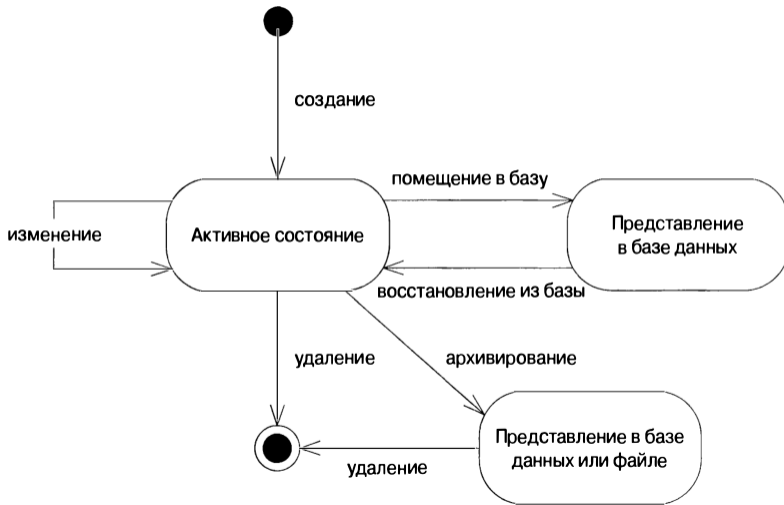 создание
помещение в базу
изменение
Активное состояние
Представление
в базе данных
восстановление из базы
удаление
архивирование
Представление в базе
данных или файле
удаление